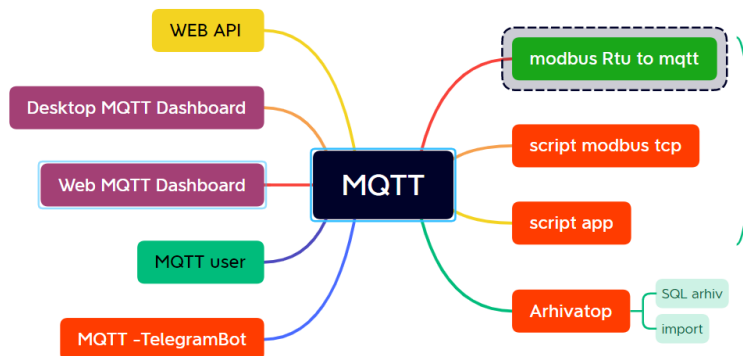 WEB API
Desktop MQTT Dashboard
Web MQTT Dashboard
MQTT user
MQTT -TelegramBot
MQTT
modbus Rtu to mqtt
script modbus tcp
script app
Arhivatop
SQL arhiv
import